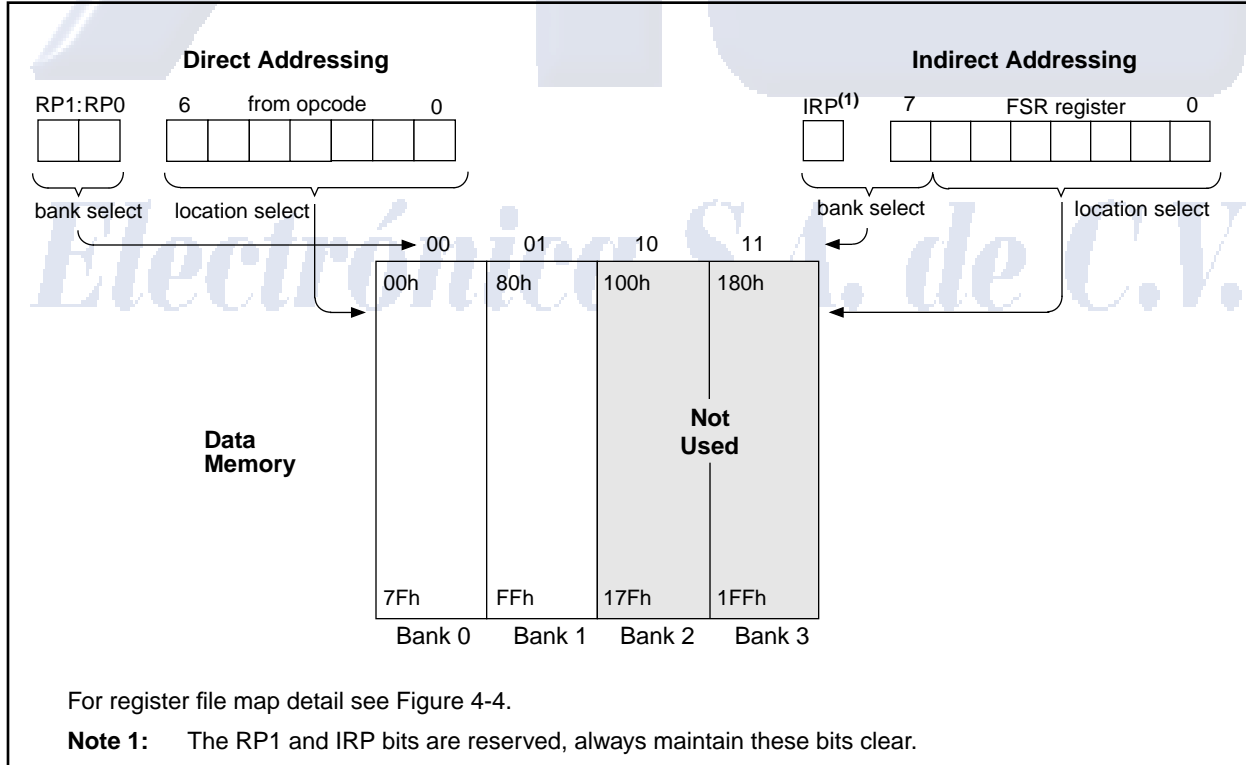 Direct Addressing
Indirect Addressing
RP1:RP0 6 from opcode 0
IRP(1) 7 FSR register 0
bank select location select
bank select location select
00 01 10 11
00h 80h 100h 180h
Electrónica S.A. de C.V.
Not
Used
Data
Memory
7Fh FFh 17Fh 1FFh
Bank 0 Bank 1 Bank 2 Bank 3
For register file map detail see Figure 4-4.
Note 1: The RP1 and IRP bits are reserved, always maintain these bits clear.